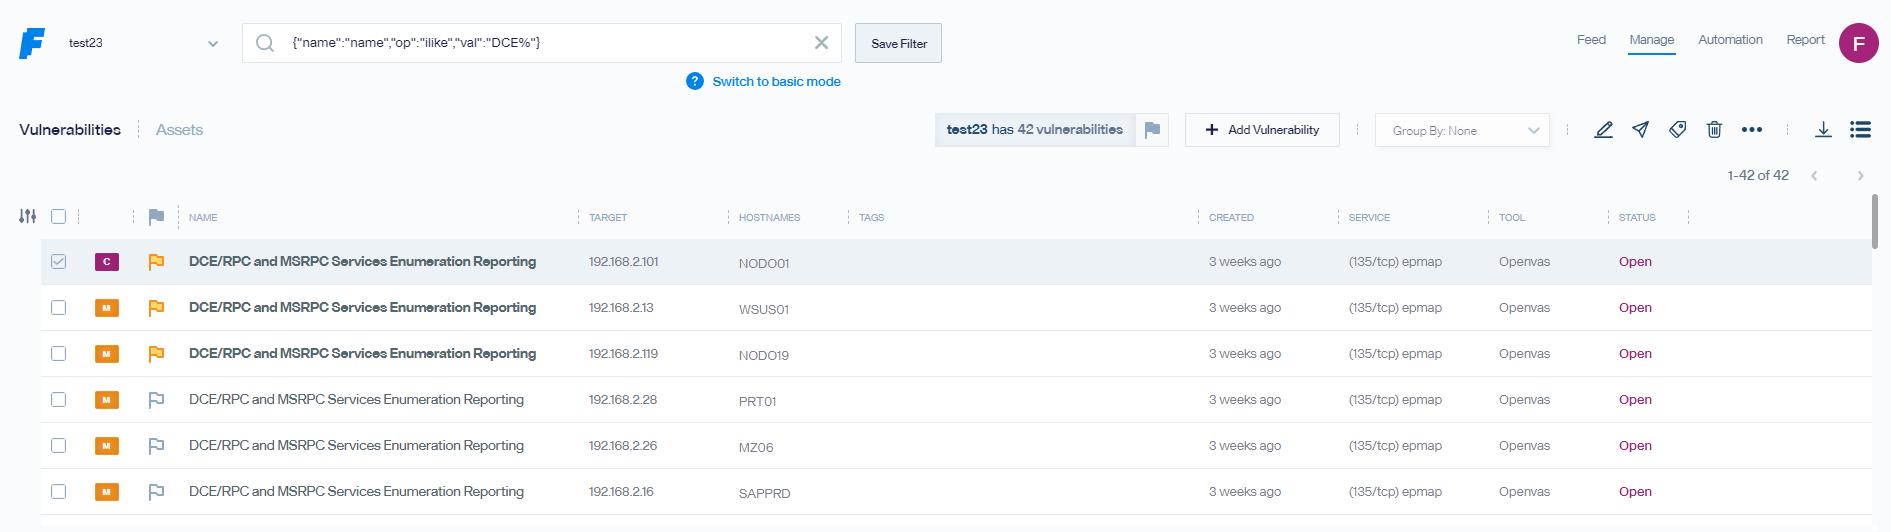 test23
{"name":"name","op":"ilike","val":"DCE%"}
Save Filter
Feed
Manage
Automation
Report
F
? Switch to basic mode
Vulnerabilities
Assets
test23 has 42 vulnerabilities
+ Add Vulnerability
Group By: None
1-42 of 42
NAME TARGET HOSTNAMES TAGS CREATED SERVICE TOOL STATUS
C DCE/RPC and MSRPC Services Enumeration Reporting 192.168.2.101 NODO01 3 weeks ago (135/tcp) epmap Openvas Open
M DCE/RPC and MSRPC Services Enumeration Reporting 192.168.2.13 WSUS01 3 weeks ago (135/tcp) epmap Openvas Open
M DCE/RPC and MSRPC Services Enumeration Reporting 192.168.2.119 NODO19 3 weeks ago (135/tcp) epmap Openvas Open
M DCE/RPC and MSRPC Services Enumeration Reporting 192.168.2.28 PRT01 3 weeks ago (135/tcp) epmap Openvas Open
M DCE/RPC and MSRPC Services Enumeration Reporting 192.168.2.26 MZ06 3 weeks ago (135/tcp) epmap Openvas Open
M DCE/RPC and MSRPC Services Enumeration Reporting 192.168.2.16 SAPPRD 3 weeks ago (135/tcp) epmap Openvas Open